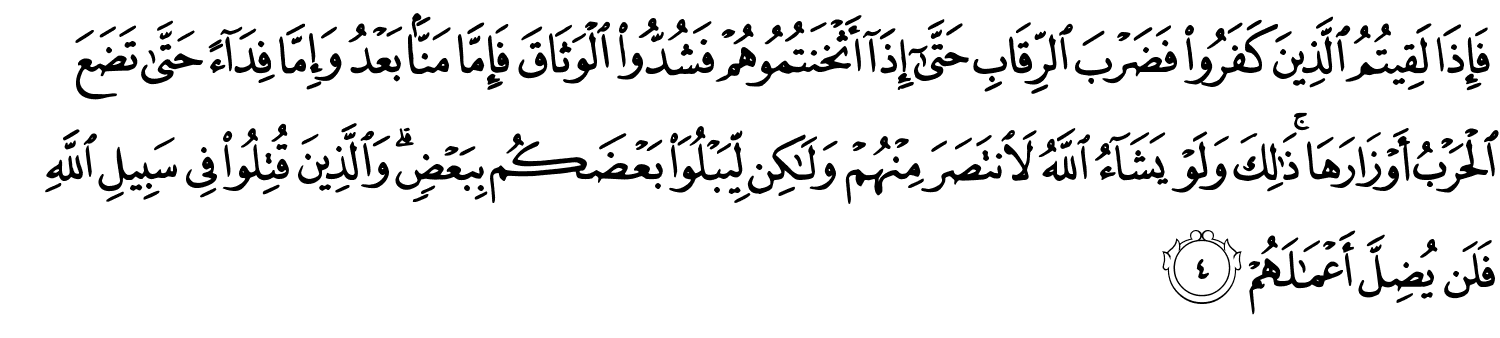 فَإِذَا لَقِيتُمُ ٱلَّذِينَ كَفَرُوا۟ فَضَرْبَ ٱلرِّقَابِ حَتَّىٰٓ إِذَآ أَثْخَنتُمُوهُمْ فَشُدُّوا۟ ٱلْوَثَاقَ فَإِمَّا مَنًّۢا بَعْدُ وَإِمَّا فِدَآءً حَتَّىٰ تَضَعَ
ٱلْحَرْبُ أَوْزَارَهَا ۚ ذَٰلِكَ وَلَوْ يَشَآءُ ٱللَّهُ لَٱنتَصَرَ مِنْهُمْ وَلَٰكِن لِّيَبْلُوَا۟ بَعْضَكُم بِبَعْضٍ ۗ وَٱلَّذِينَ قُتِلُوا۟ فِى سَبِيلِ ٱللَّهِ
فَلَن يُضِلَّ أَعْمَٰلَهُمْ ٤